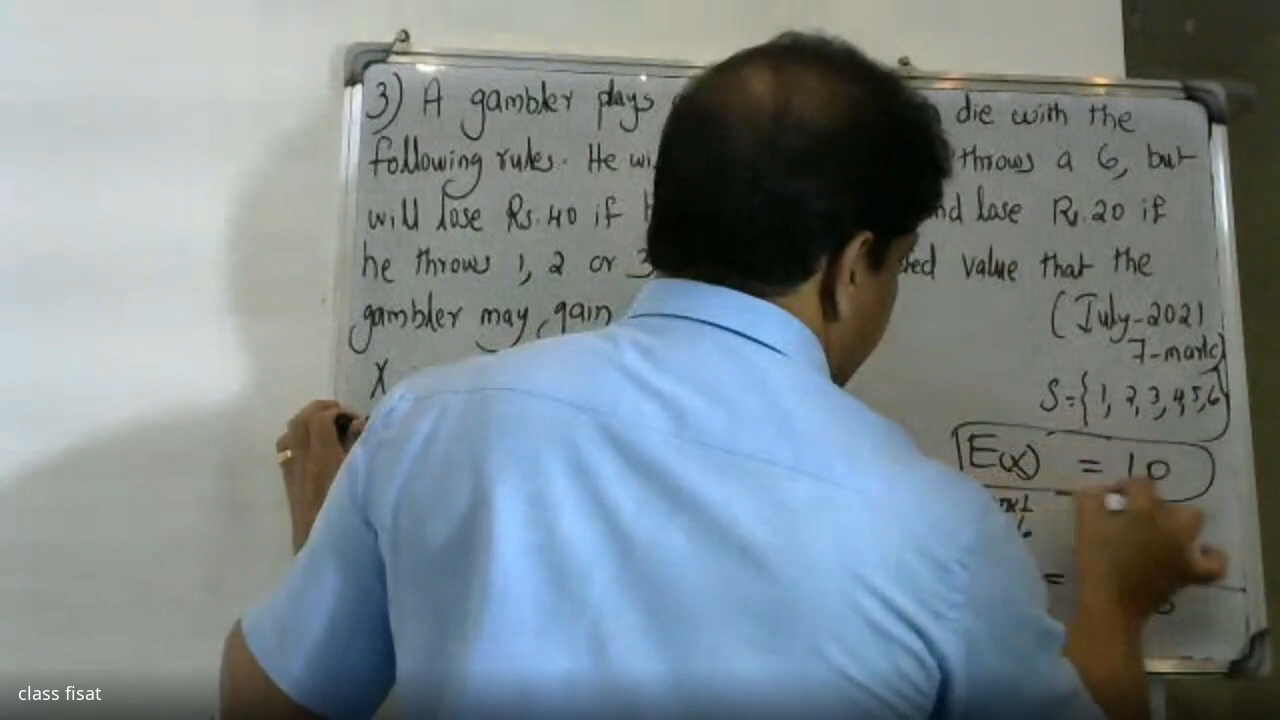 3) A gambler plays die with the
following rules. He wi throws a 6, but
will lose Rs. 40 if nd lose Rs. 20 if
he throws 1, 2 or 3 ted value that the
gambler may gain
(July-2021
7-mark)
X
S={1, 2, 3, 4, 5, 6}
E(x) = 10
=
class fisat